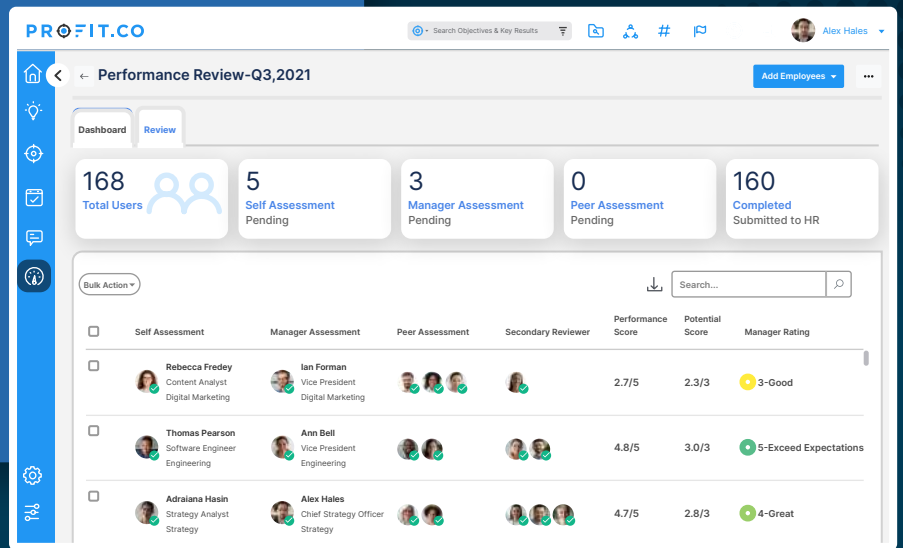 PROFIT.CO
Search Objectives & Key Results
Alex Hales
Performance Review-Q3,2021
Add Employees
Dashboard
Review
168
Total Users
5
Self Assessment
Pending
3
Manager Assessment
Pending
0
Peer Assessment
Pending
160
Completed
Submitted to HR
Bulk Action
Search...
Self Assessment
Manager Assessment
Peer Assessment
Secondary Reviewer
Performance
Score
Potential
Score
Manager Rating
Rebecca Fredey
Content Analyst
Digital Marketing
Ian Forman
Vice President
Digital Marketing
2.7/5
2.3/3
3-Good
Thomas Pearson
Software Engineer
Engineering
Ann Bell
Vice President
Engineering
4.8/5
3.0/3
5-Exceed Expectations
Adraiana Hasin
Strategy Analyst
Strategy
Alex Hales
Chief Strategy Officer
Strategy
4.7/5
2.8/3
4-Great